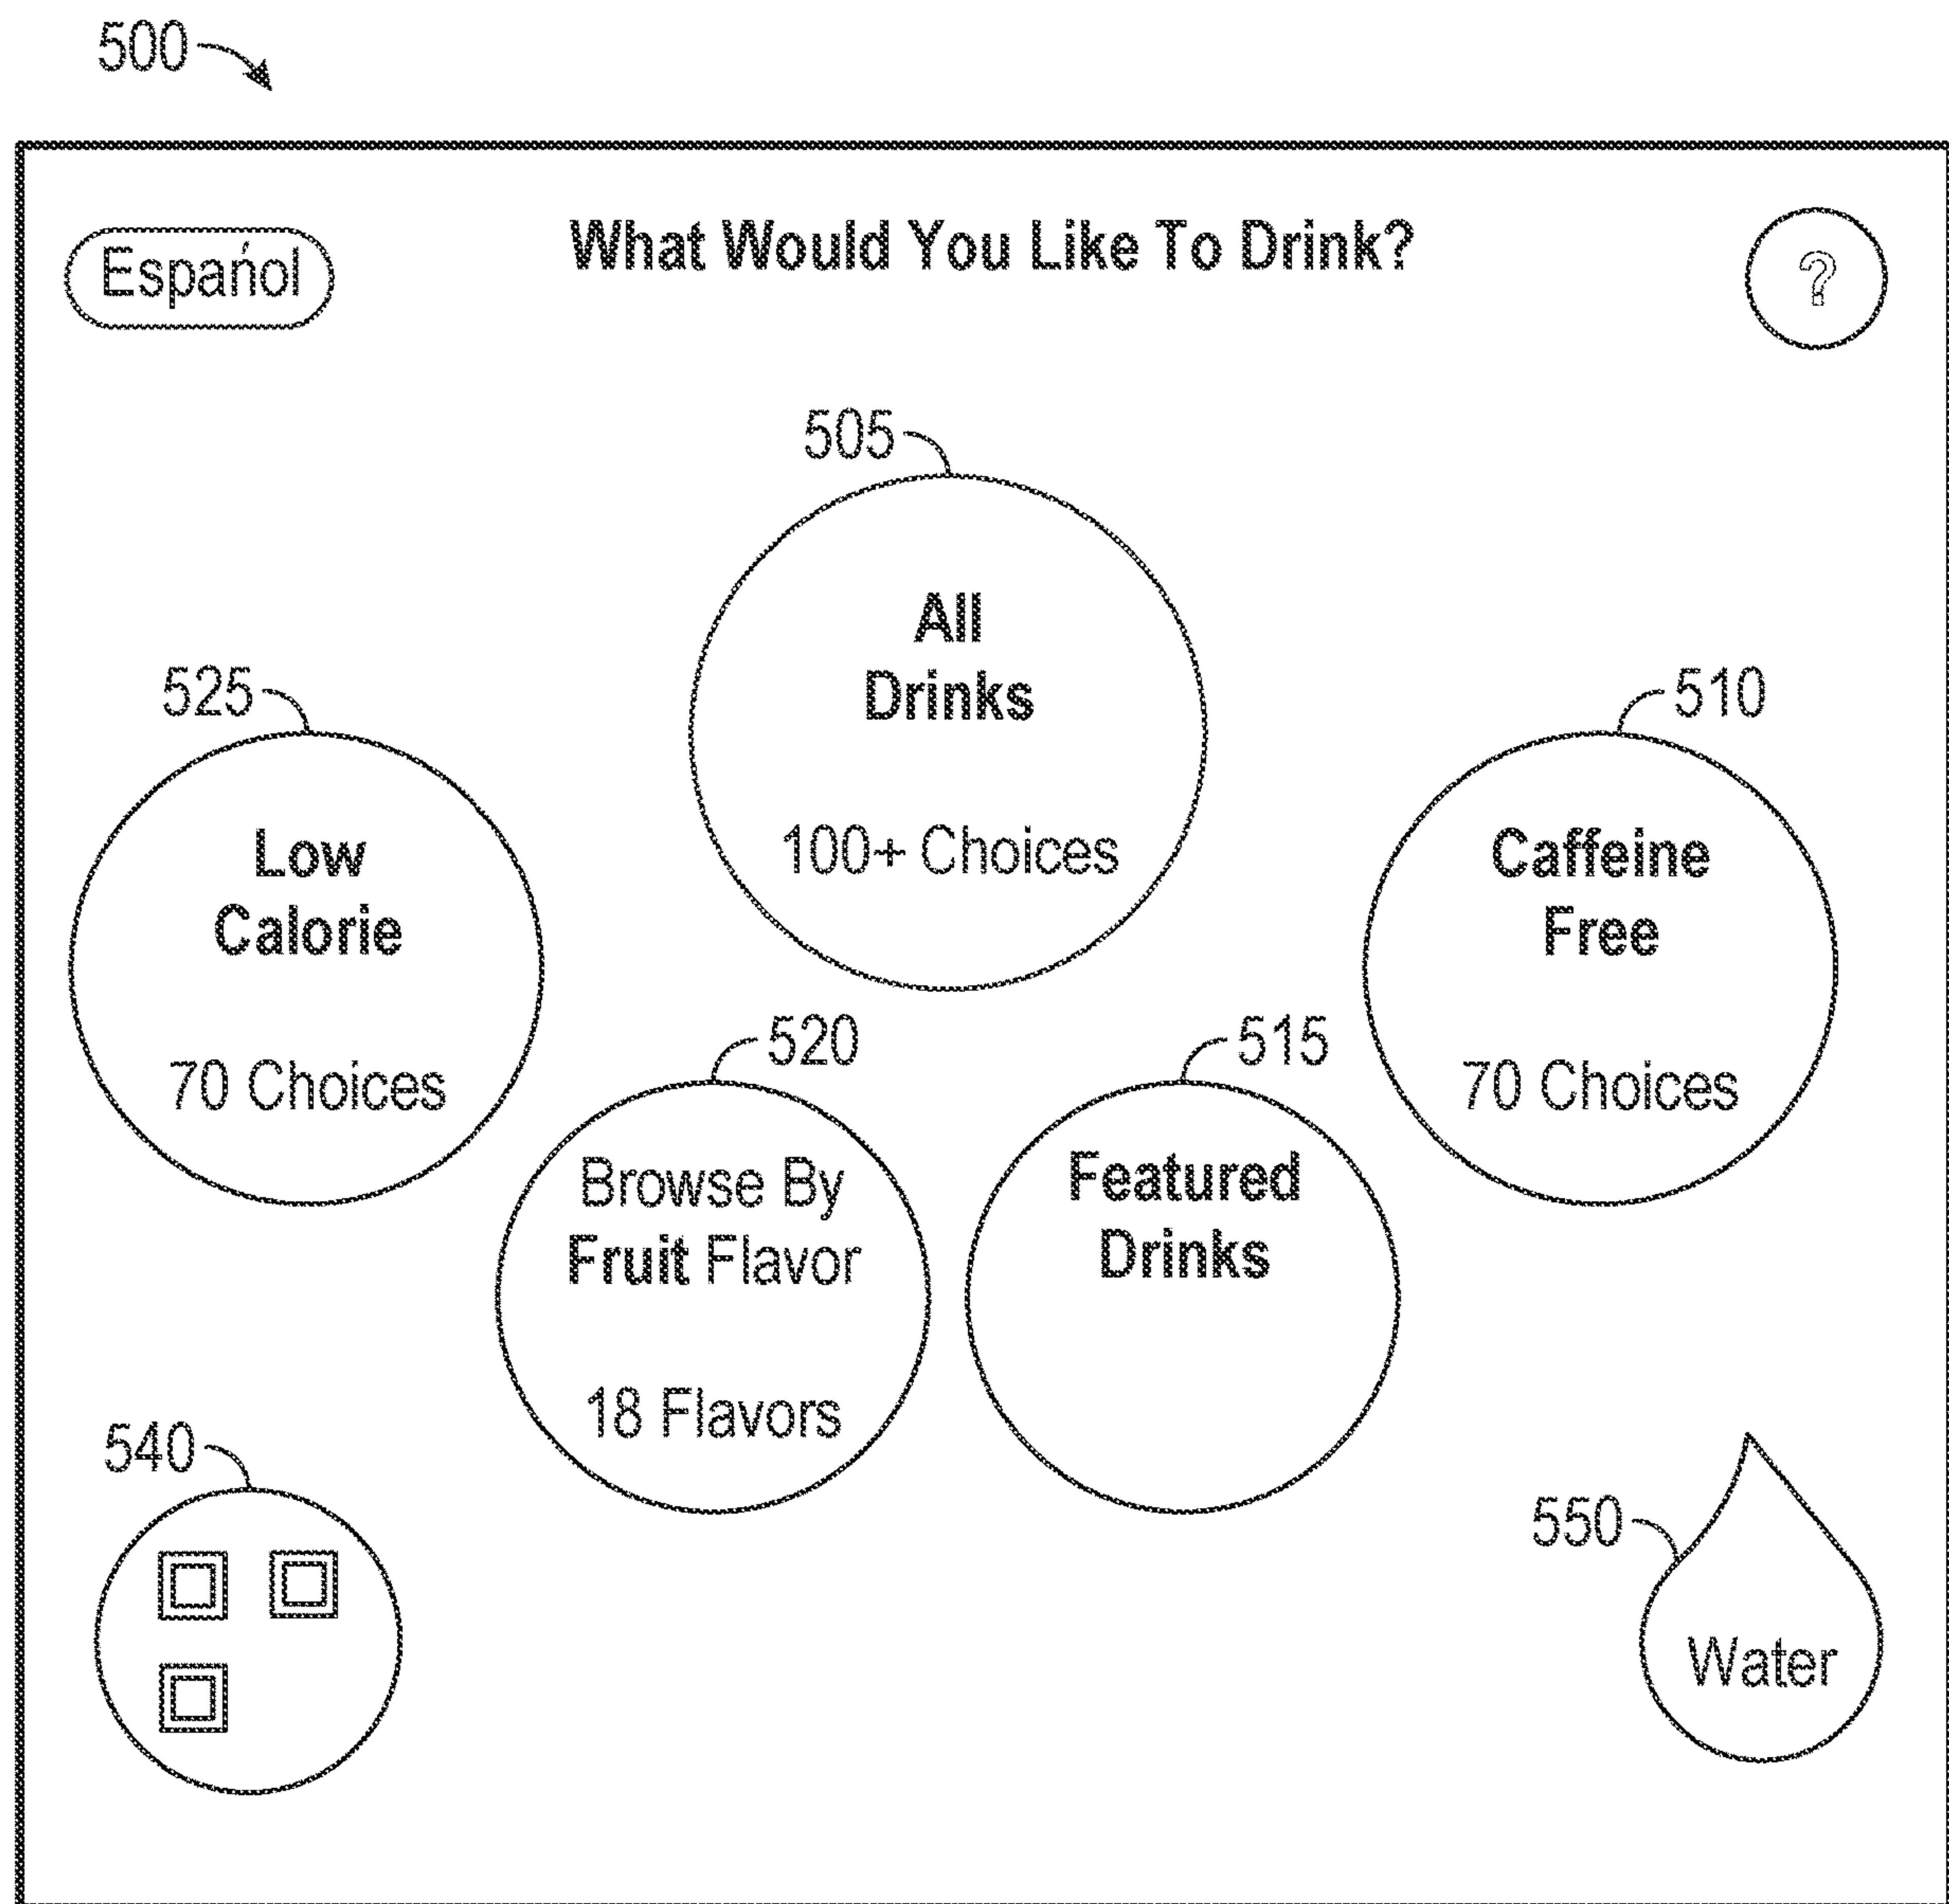 500
Espańol
What Would You Like To Drink?
?
505
All
Drinks
100+ Choices
525
Low
Calorie
70 Choices
510
Caffeine
Free
70 Choices
520
Browse By
Fruit Flavor
18 Flavors
515
Featured
Drinks
540
550
Water